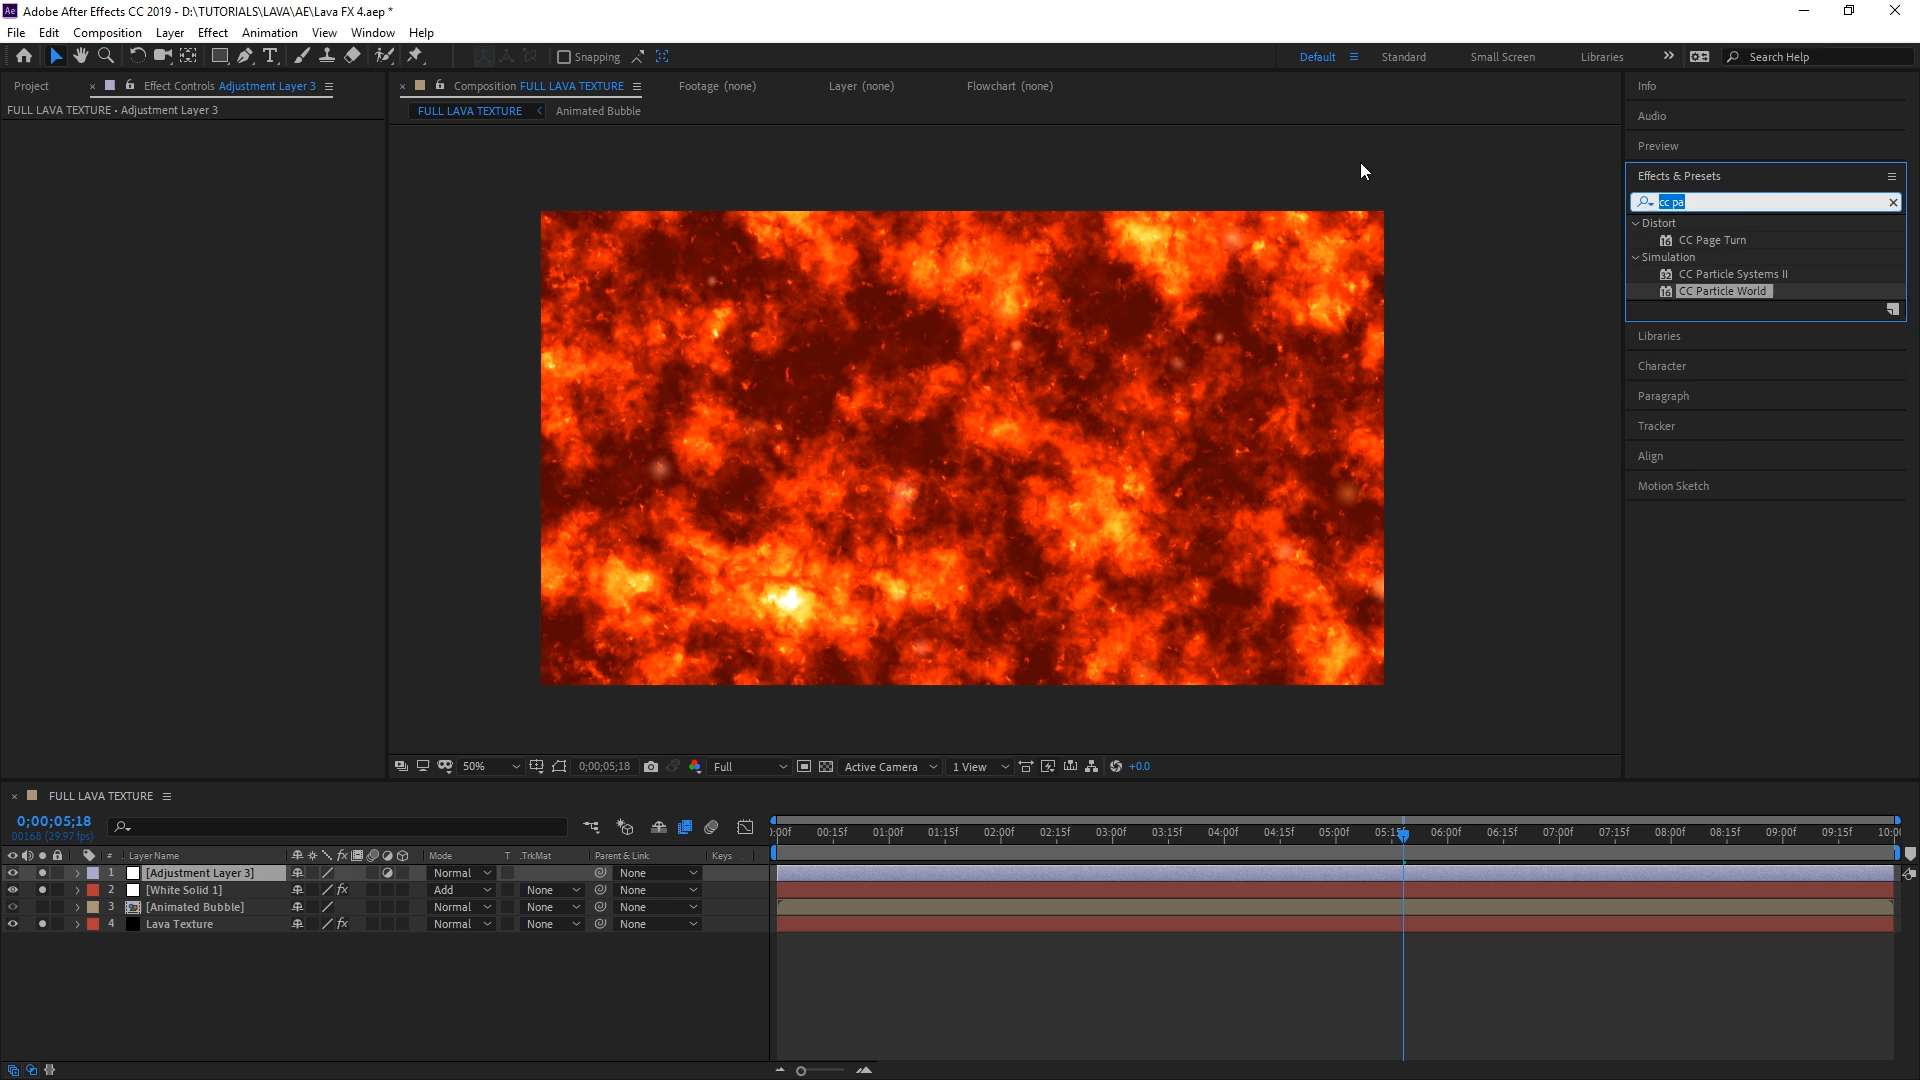 Ae Adobe After Effects CC 2019 - D:\TUTORIALS\LAVA\AE\Lava FX 4.aep *
File Edit Composition Layer Effect Animation View Window Help
Snapping Default Standard Small Screen Libraries Search Help
Project Effect Controls Adjustment Layer 3
FULL LAVA TEXTURE • Adjustment Layer 3
Composition FULL LAVA TEXTURE Footage (none) Layer (none) Flowchart (none)
FULL LAVA TEXTURE Animated Bubble
Info
Audio
Preview
Effects & Presets
cc pa
Distort
CC Page Turn
Simulation
CC Particle Systems II
CC Particle World
Libraries
Character
Paragraph
Tracker
Align
Motion Sketch
50% 0;00;05;18 Full Active Camera 1 View +0.0
FULL LAVA TEXTURE
0;00;05;18
00168 (29.97 fps)
00:15f 01:00f 01:15f 02:00f 02:15f 03:00f 03:15f 04:00f 04:15f 05:00f 05:15f 06:00f 06:15f 07:00f 07:15f 08:00f 08:15f 09:00f 09:15f
# Layer Name Mode T .TrkMat Parent & Link Keys
1 [Adjustment Layer 3] Normal None
2 [White Solid 1] Add None None
3 [Animated Bubble] Normal None None
4 Lava Texture Normal None None